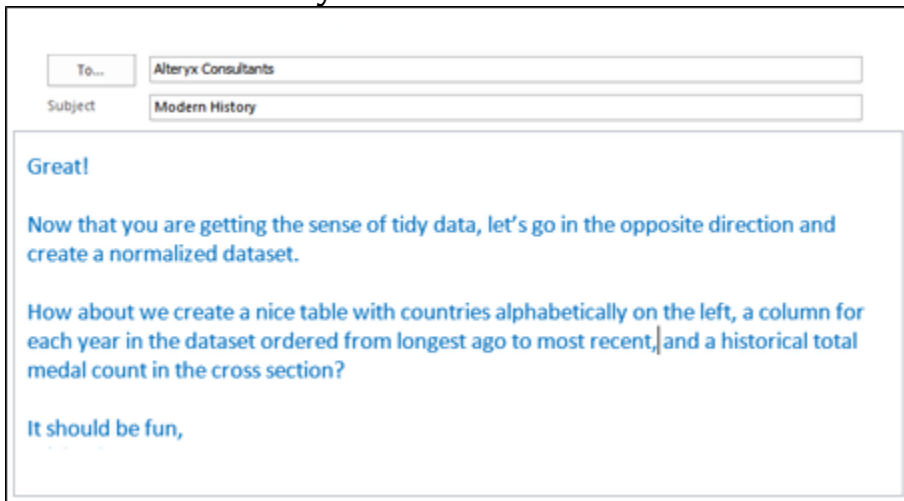 To...
Alteryx Consultants
Subject
Modern History
Great!
Now that you are getting the sense of tidy data, let's go in the opposite direction and
create a normalized dataset.
How about we create a nice table with countries alphabetically on the left, a column for
each year in the dataset ordered from longest ago to most recent, and a historical total
medal count in the cross section?
It should be fun,